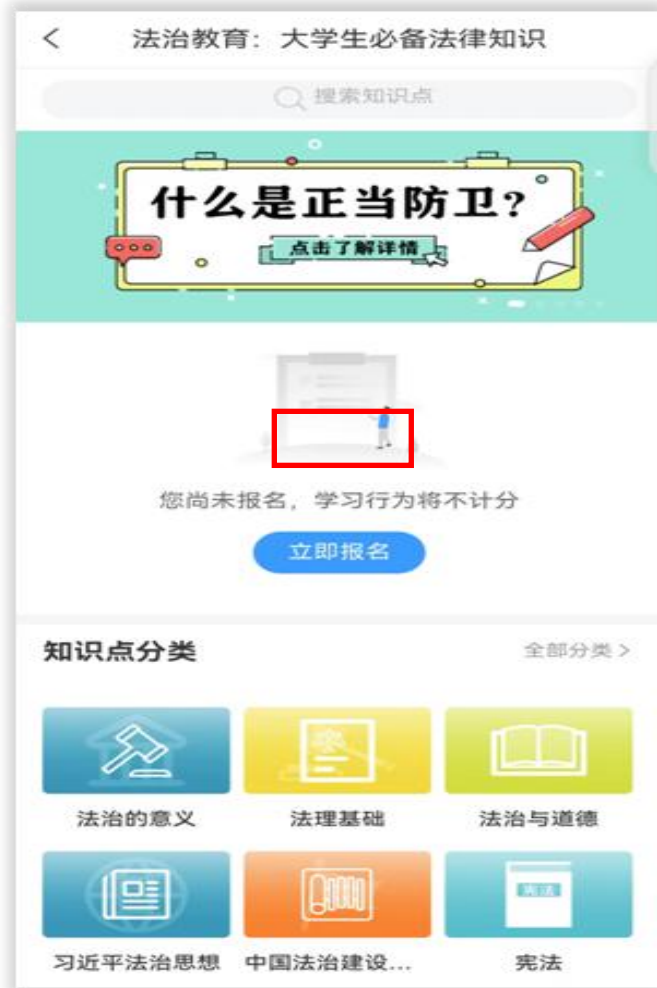 法治教育：大学生必备法律知识
搜索知识点
什么是正当防卫？
点击了解详情
您尚未报名，学习行为将不计分
立即报名
知识点分类
全部分类 >
法治的意义
法理基础
法治与道德
宪法
习近平法治思想
中国法治建设...
宪法